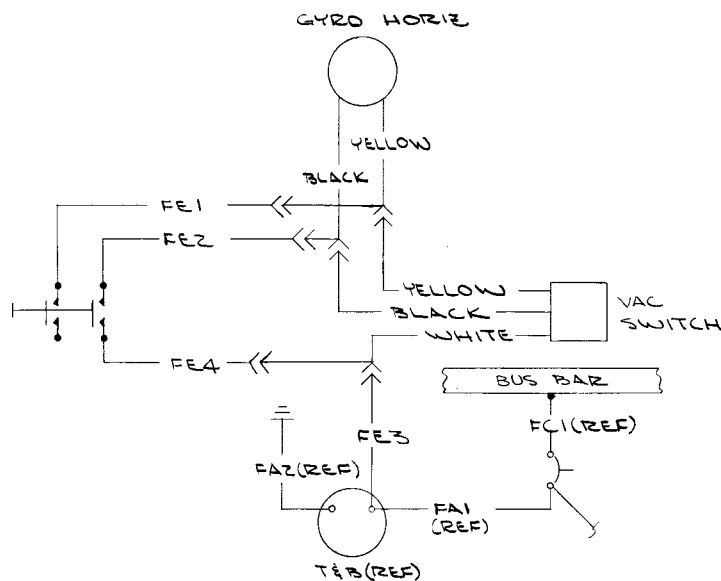 GYRO HORIZ
YELLOW
BLACK
FE1
FE2
YELLOW
BLACK
WHITE
VAC
SWITCH
FE4
BUS BAR
FC1(REF)
FE3
FA2(REF)
FA1
(REF)
T&B(REF)